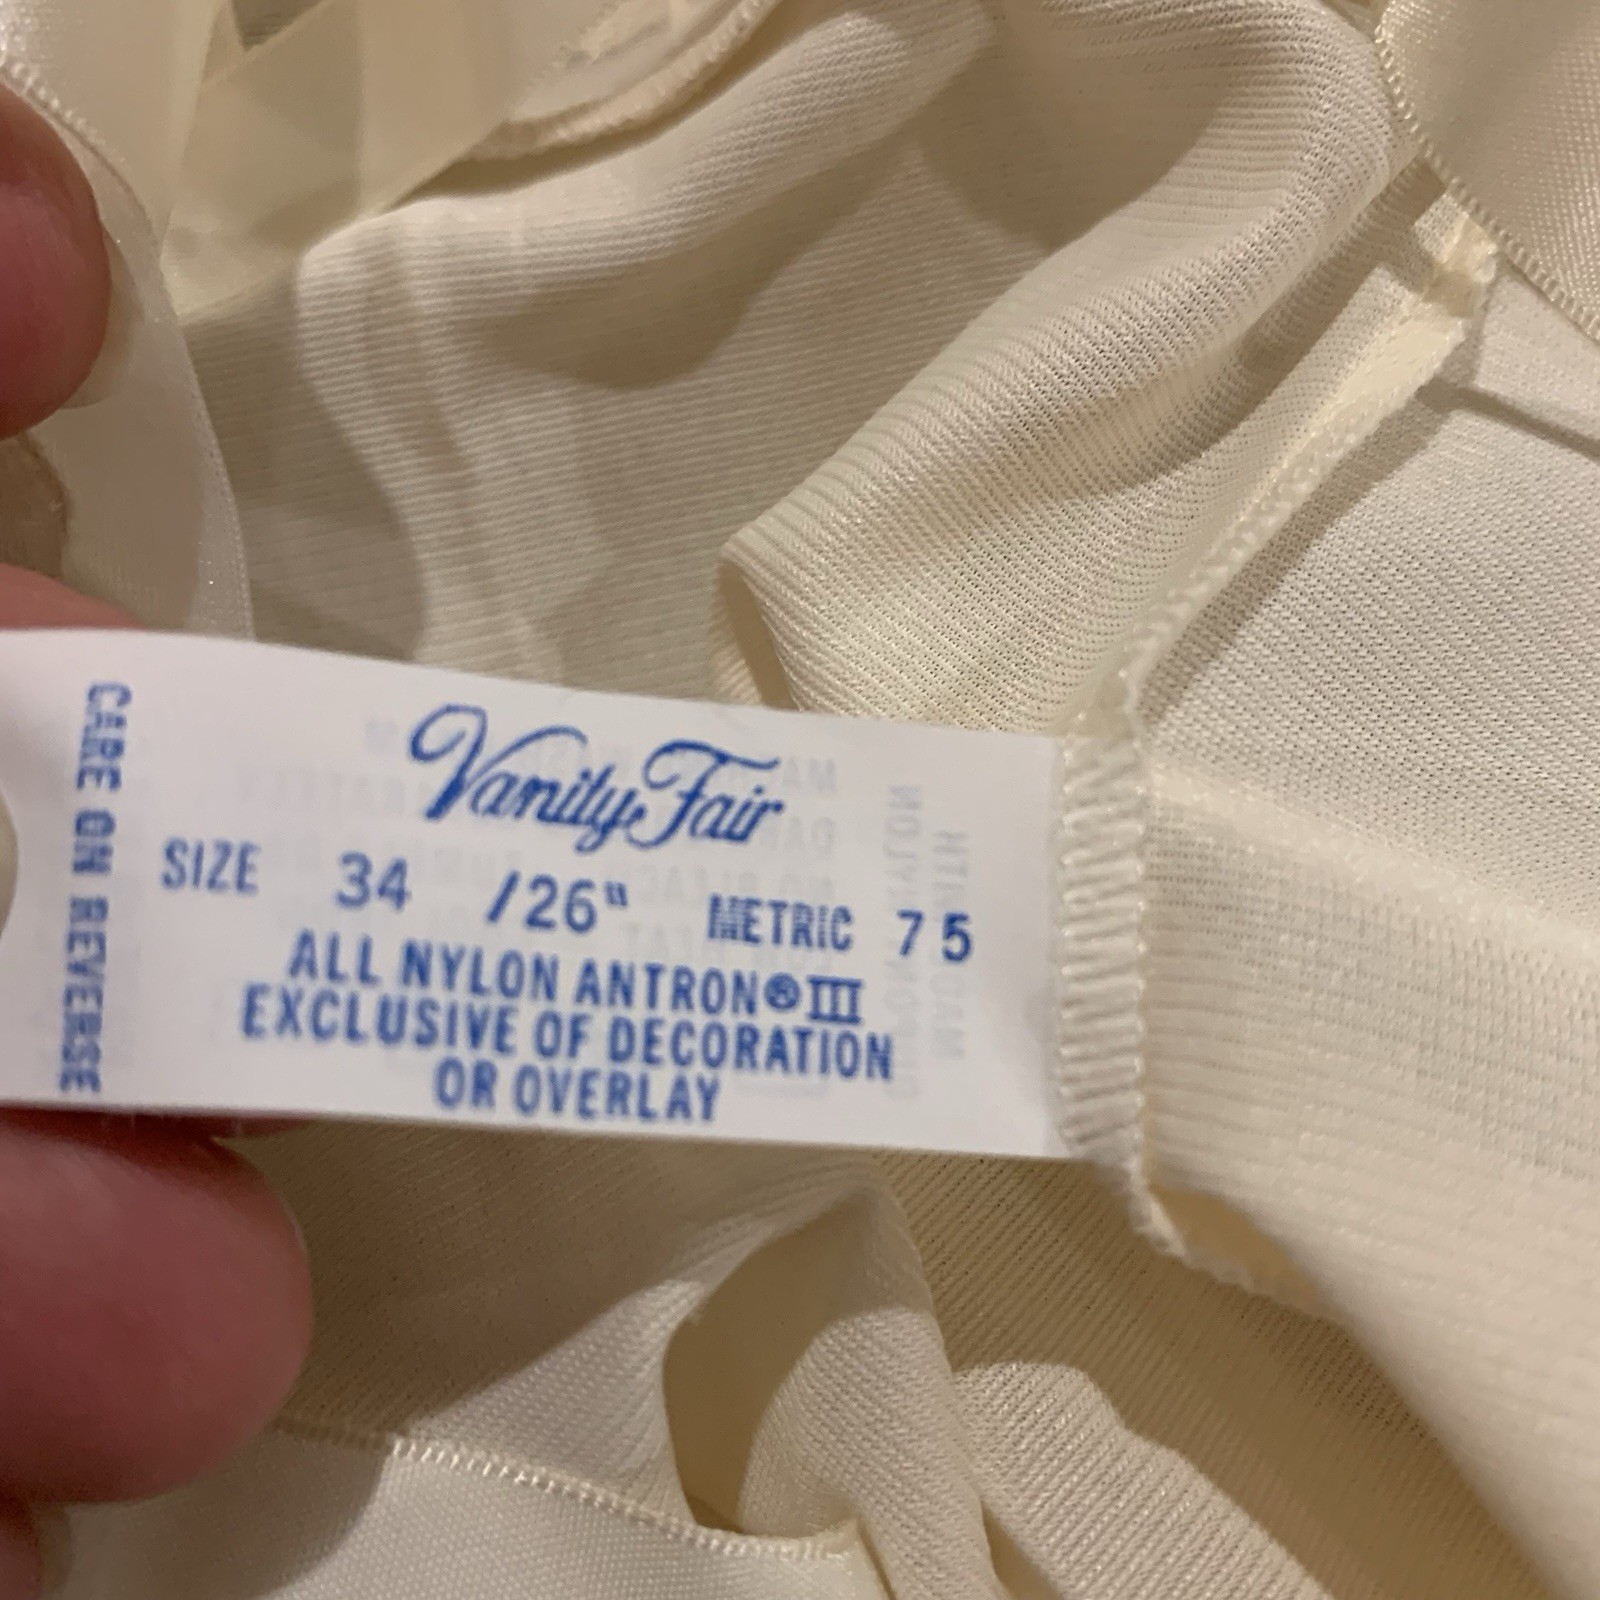 Vanity Fair
SIZE 34 /26" METRIC 75
ALL NYLON ANTRON® III
EXCLUSIVE OF DECORATION
OR OVERLAY
CARE ON REVERSE